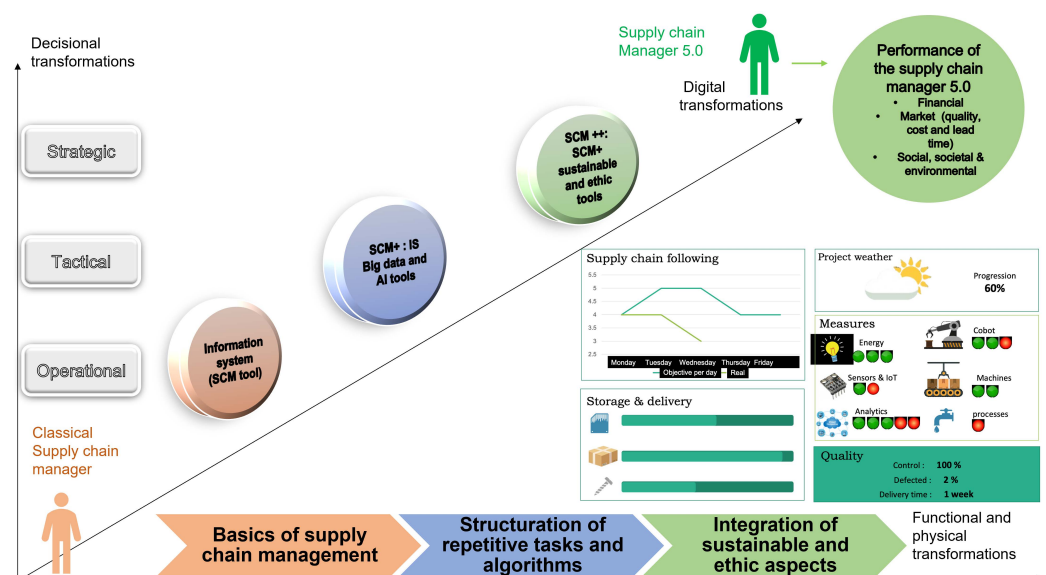 Decisional
transformations
Strategic
Tactical
Operational
Classical
Supply chain
manager
Information
system
(SCM tool)
SCM+ : IS
Big data and
AI tools
SCM ++:
SCM+
sustainable
and ethic
tools
Supply chain
Manager 5.0
Digital
transformations
Performance of
the supply chain
manager 5.0
• Financial
• Market (quality,
cost and lead
time)
• Social, societal &
environmental
Supply chain following
5.5
5
4.5
4
3.5
3
2.5
Monday Tuesday Wednesday Thursday Friday
Objective per day Real
Storage & delivery
Project weather
Progression
60%
Measures
Energy
Cobot
Sensors & IoT
Machines
Analytics
processes
Quality
Control : 100 %
Defected : 2 %
Delivery time : 1 week
Basics of supply
chain management
Structuration of
repetitive tasks and
algorithms
Integration of
sustainable and
ethic aspects
Functional and
physical
transformations